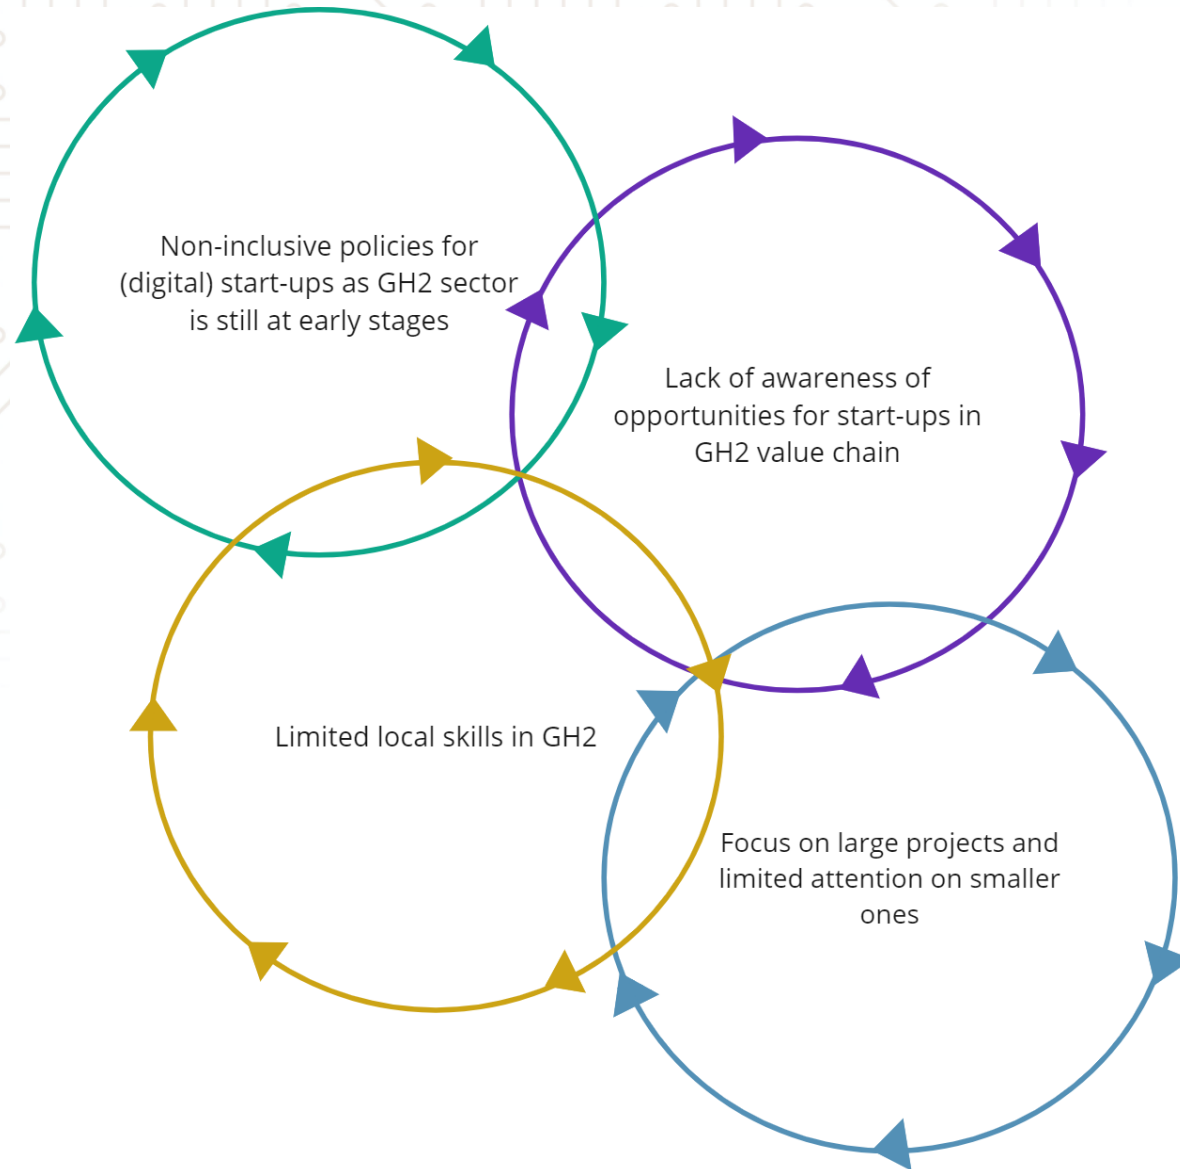 Non-inclusive policies for
(digital) start-ups as GH2 sector
is still at early stages
Lack of awareness of
opportunities for start-ups in
GH2 value chain
Limited local skills in GH2
Focus on large projects and
limited attention on smaller
ones